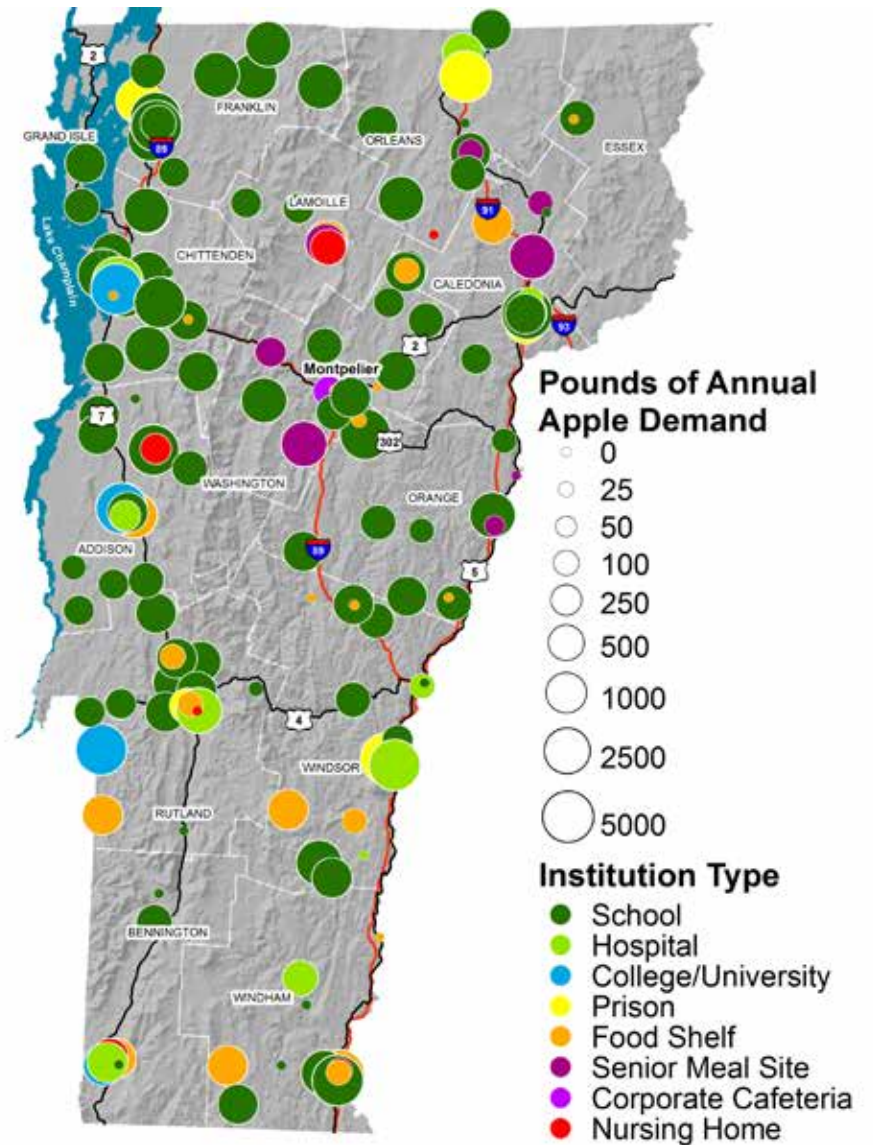 2
FRANKLIN
GRAND ISLE
89
ORLEANS
ESSEX
LAMOILLE
91
Lake Champlain
CHITTENDEN
CALEDONIA
93
2
Montpelier
7
302
WASHINGTON
ORANGE
ADDISON
89
5
4
WINDSOR
RUTLAND
BENNINGTON
WINDHAM
Pounds of Annual
Apple Demand
0
25
50
100
250
500
1000
2500
5000
Institution Type
School
Hospital
College/University
Prison
Food Shelf
Senior Meal Site
Corporate Cafeteria
Nursing Home